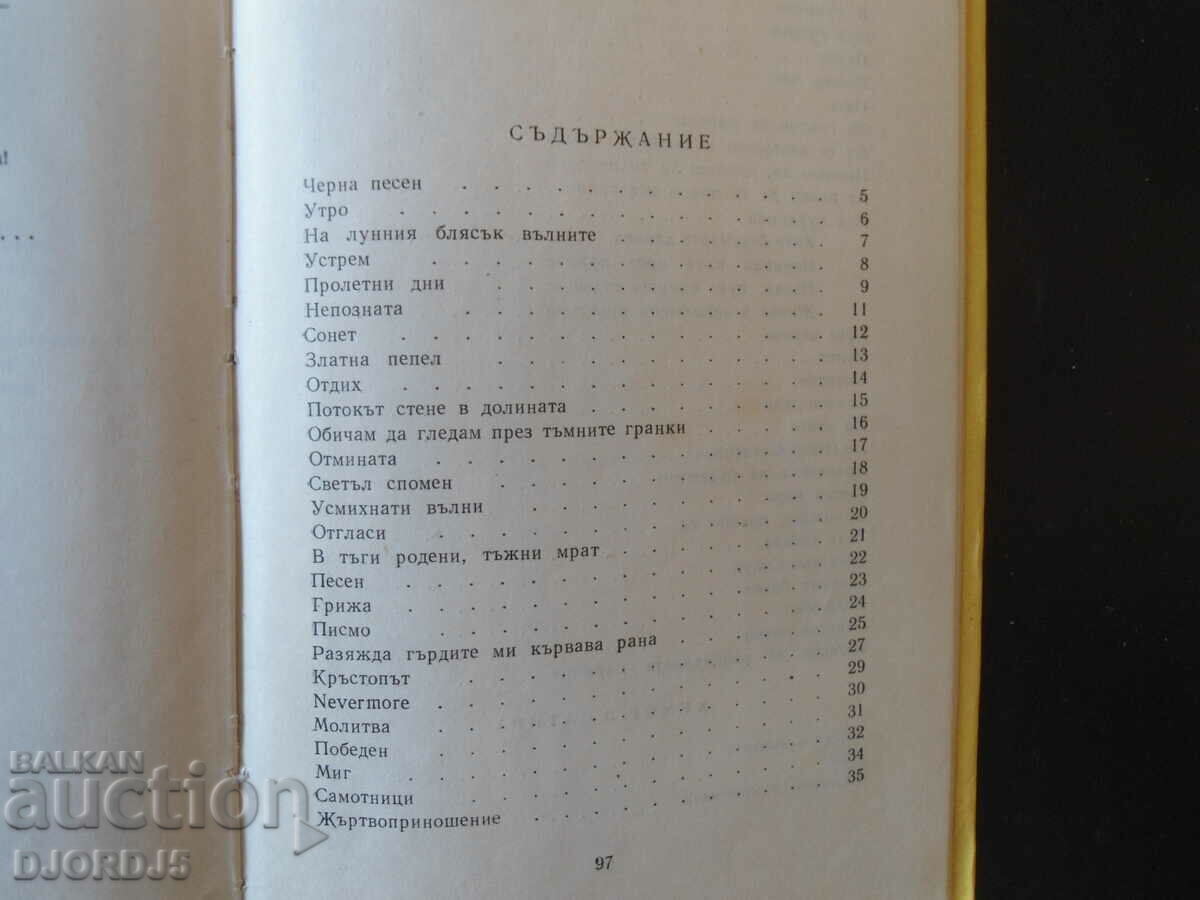 СЪДЪРЖАНИЕ
Черна песен . . . . . . . . . . . . 5
Утро . . . . . . . . . . . . . . 6
На лунния блясък вълните . . . . . . . 7
Устрем . . . . . . . . . . . . . 8
Пролетни дни . . . . . . . . . . . 9
Непозната . . . . . . . . . . . . 11
Сонет . . . . . . . . . . . . . . 12
Златна пепел . . . . . . . . . . . 13
Отдих . . . . . . . . . . . . . . 14
Потокът стене в долината . . . . . . . . 15
Обичам да гледам през тъмните гранки . . . . 16
Отмината . . . . . . . . . . . . . 17
Светъл спомен . . . . . . . . . . . 18
Усмихнати вълни . . . . . . . . . . 19
Отгласи . . . . . . . . . . . . . 20
В тъги родени, тъжни мрат . . . . . . . 21
Песен . . . . . . . . . . . . . . 22
Грижа . . . . . . . . . . . . . . 23
Писмо . . . . . . . . . . . . . 24
Разяжда гърдите ми кървава рана . . . . . 25
Кръстопът . . . . . . . . . . . . 27
Nevermore . . . . . . . . . . . . 29
Молитва . . . . . . . . . . . . . 30
Победен . . . . . . . . . . . . . 31
Миг . . . . . . . . . . . . . . 32
Самотници . . . . . . . . . . . . 34
Жъртвоприношение . . . . . . . . . . 35
97
BALKAN
auction
DJORDJ5